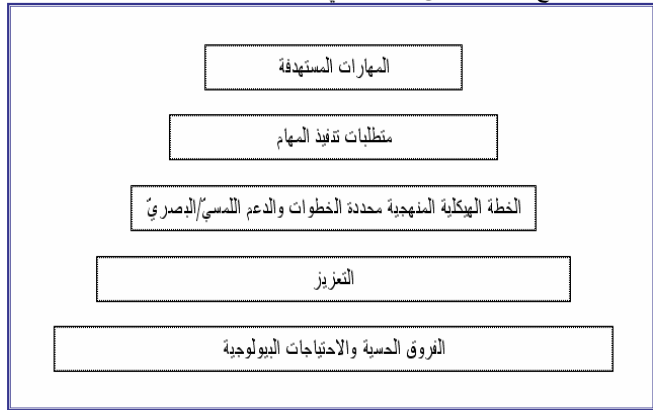 المهارات المستهدفة
متطلبات تنفيذ المهام
الخطة الهيكلية المنهجية محددة الخطوات والدعم اللمسيّ/البصريّ
التعزيز
الفروق الحسية والاحتياجات البيولوجية